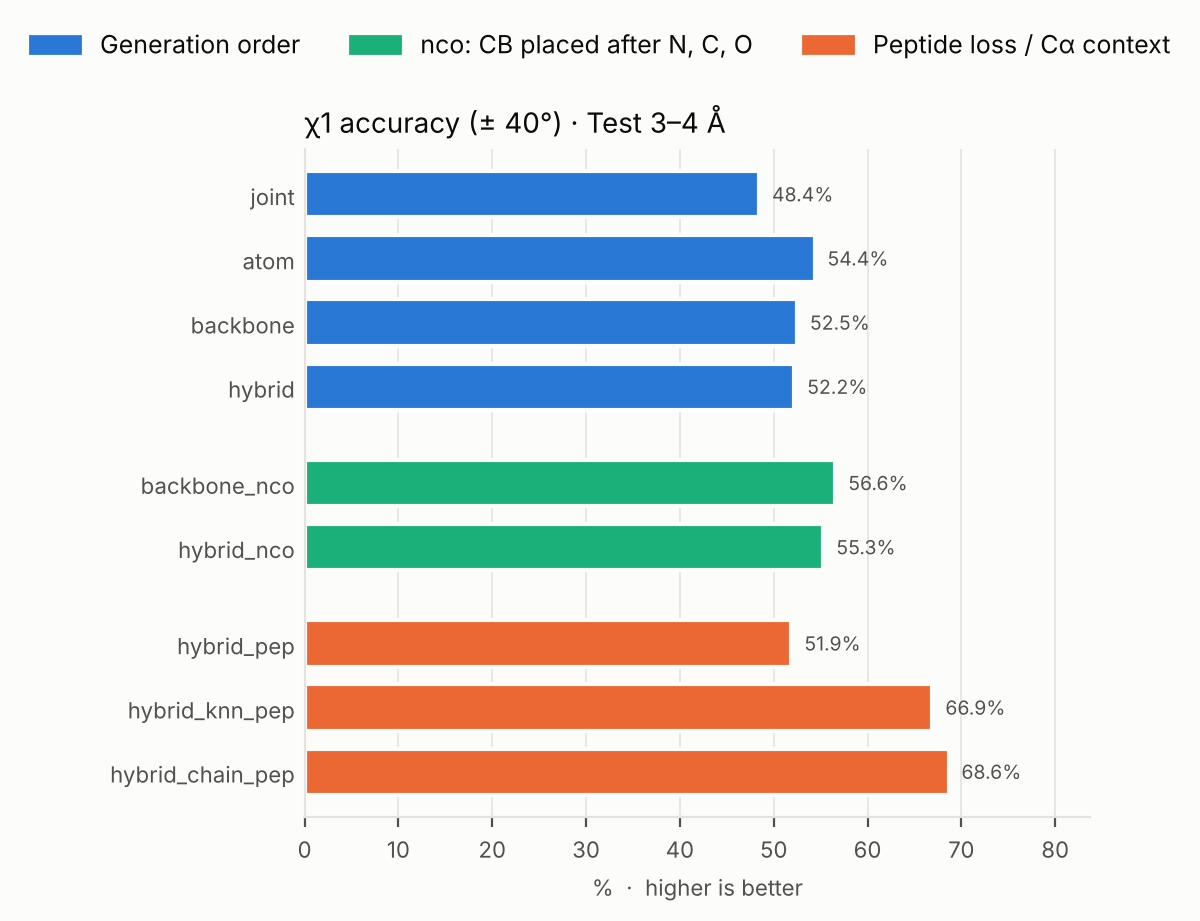 Generation order
nco: CB placed after N, C, O
Peptide loss / Cα context
χ1 accuracy (± 40°) · Test 3–4 Å
joint 48.4%
atom 54.4%
backbone 52.5%
hybrid 52.2%
backbone_nco 56.6%
hybrid_nco 55.3%
hybrid_pep 51.9%
hybrid_knn_pep 66.9%
hybrid_chain_pep 68.6%
0 10 20 30 40 50 60 70 80
% · higher is better